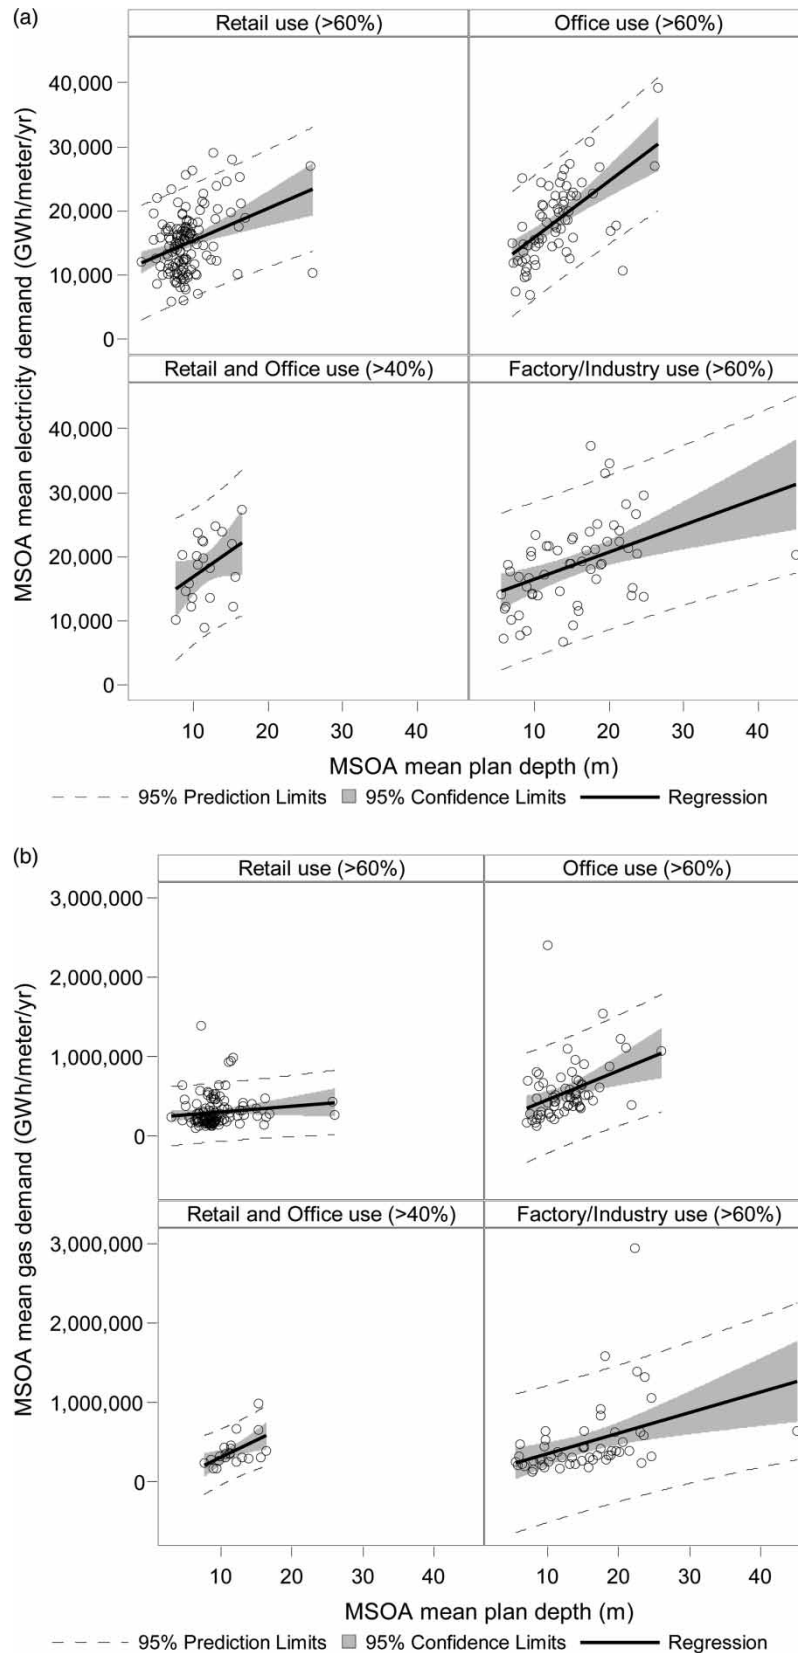 (a)
Retail use (>60%) Office use (>60%)
MSOA mean electricity demand (GWh/meter/yr)
40,000
30,000
20,000
10,000
0
Retail and Office use (>40%) Factory/Industry use (>60%)
40,000
30,000
20,000
10,000
0
10 20 30 40 10 20 30 40
MSOA mean plan depth (m)
95% Prediction Limits 95% Confidence Limits Regression
(b)
Retail use (>60%) Office use (>60%)
MSOA mean gas demand (GWh/meter/yr)
3,000,000
2,000,000
1,000,000
0
Retail and Office use (>40%) Factory/Industry use (>60%)
3,000,000
2,000,000
1,000,000
0
10 20 30 40 10 20 30 40
MSOA mean plan depth (m)
95% Prediction Limits 95% Confidence Limits Regression